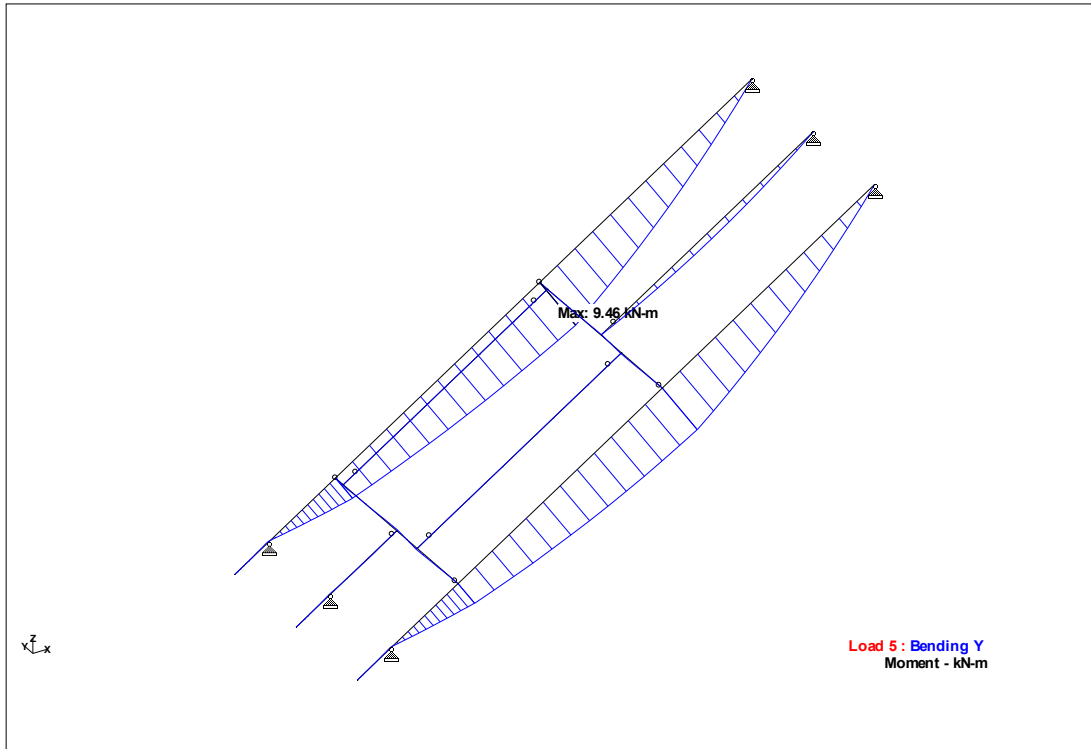 Max: 9.46 kN-m
Z
Y X
Load 5 : Bending Y
Moment - kN-m